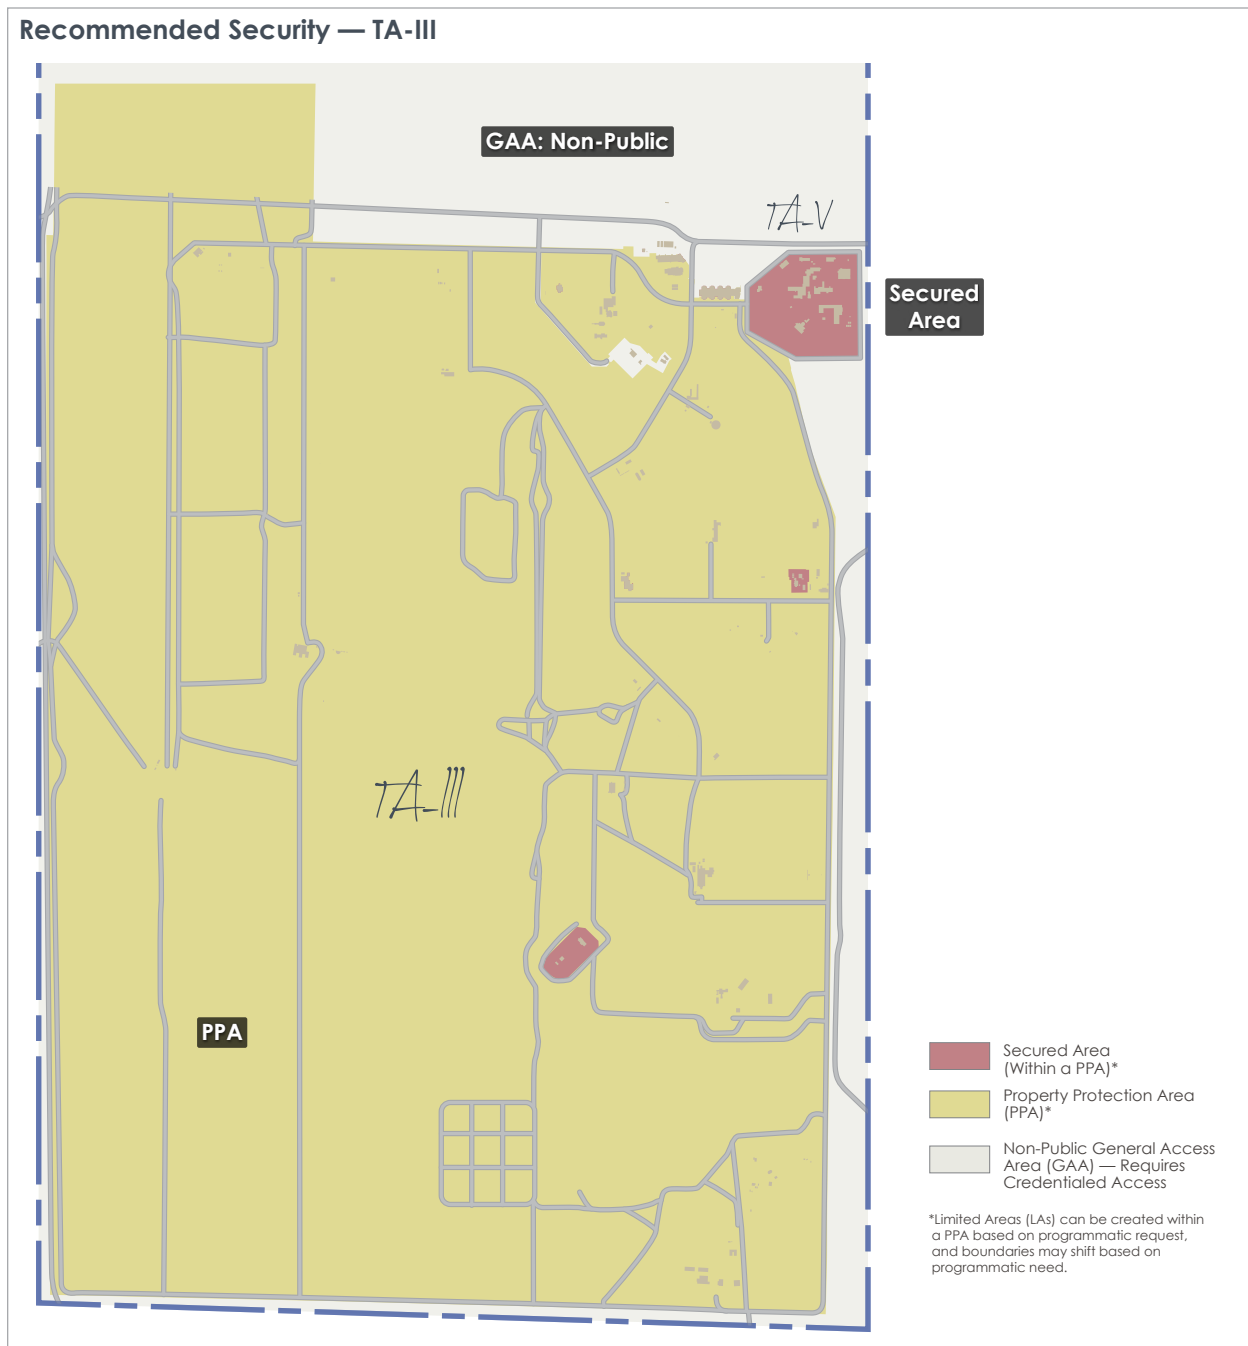 Recommended Security — TA-III
GAA: Non-Public
TA-V
Secured
Area
TA-III
PPA
Secured Area
(Within a PPA)*
Property Protection Area
(PPA)*
Non-Public General Access
Area (GAA) — Requires
Credentialed Access
*Limited Areas (LAs) can be created within
a PPA based on programmatic request,
and boundaries may shift based on
programmatic need.